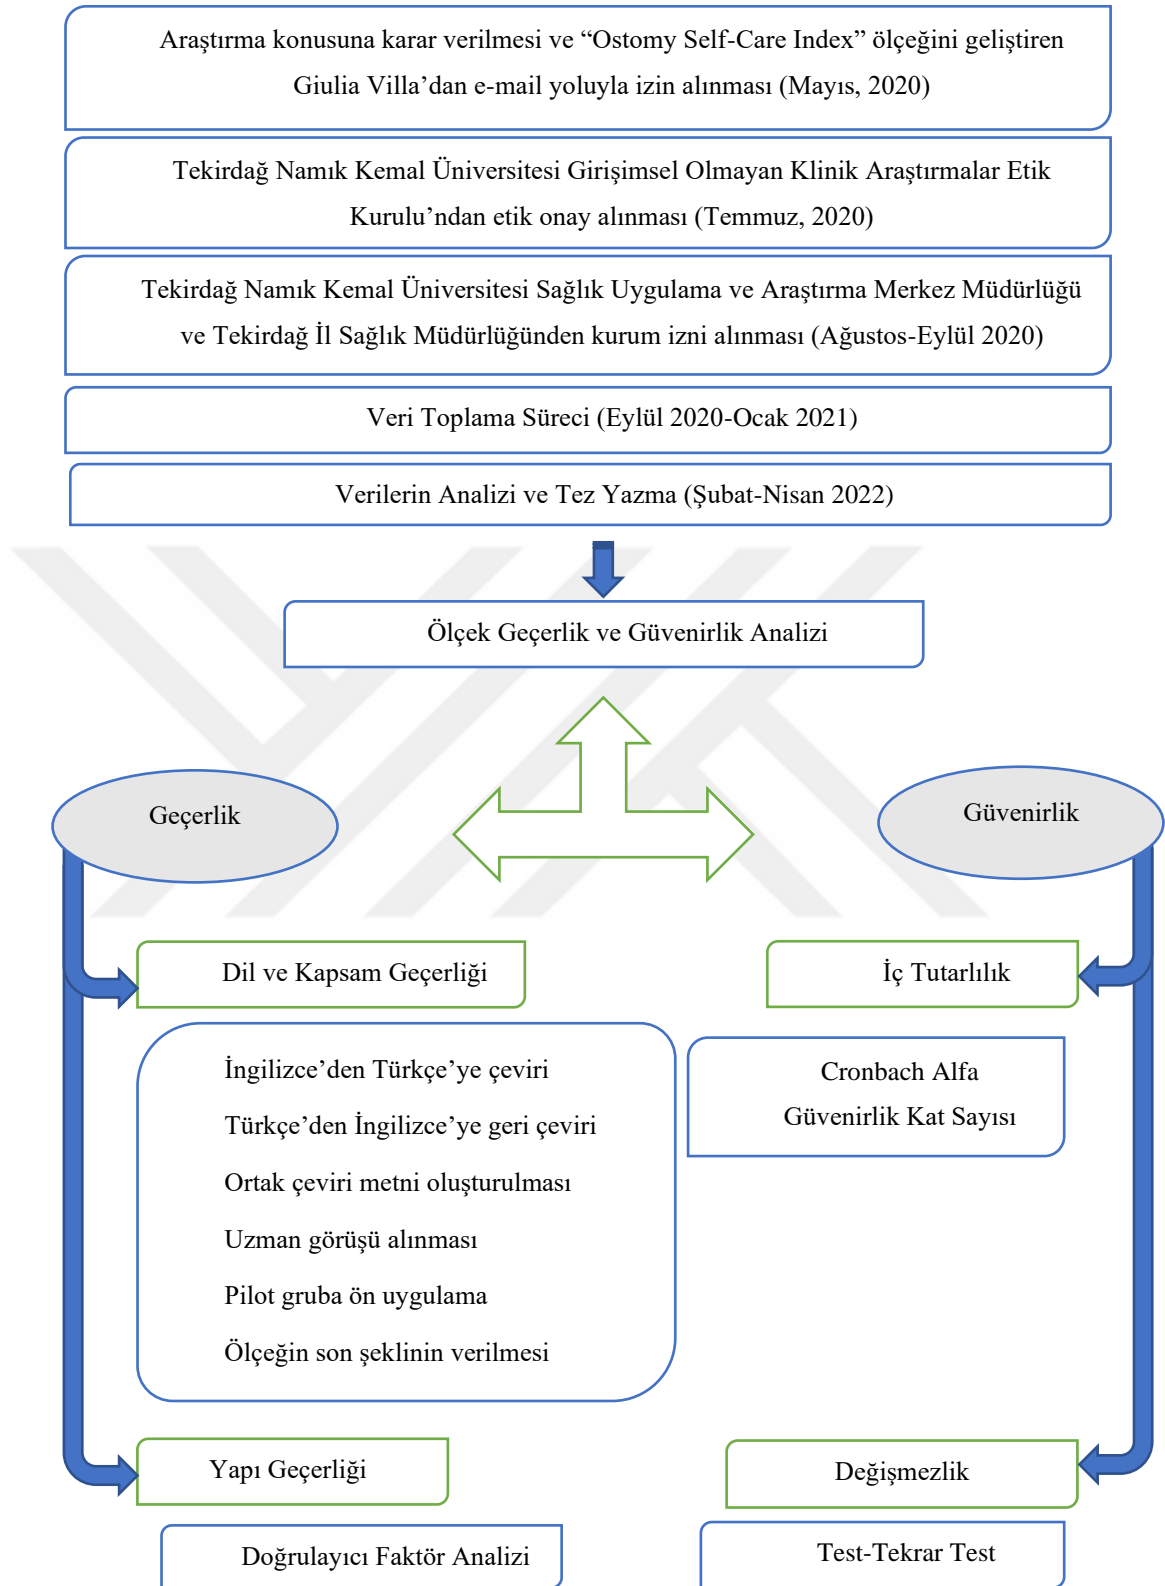 Araştırma konusuna karar verilmesi ve “Ostomy Self-Care Index” ölçeğini geliştiren
Giulia Villa’dan e-mail yoluyla izin alınması (Mayıs, 2020)
Tekirdağ Namık Kemal Üniversitesi Girişimsel Olmayan Klinik Araştırmalar Etik
Kurulu’ndan etik onay alınması (Temmuz, 2020)
Tekirdağ Namık Kemal Üniversitesi Sağlık Uygulama ve Araştırma Merkez Müdürlüğü
ve Tekirdağ İl Sağlık Müdürlüğünden kurum izni alınması (Ağustos-Eylül 2020)
Veri Toplama Süreci (Eylül 2020-Ocak 2021)
Verilerin Analizi ve Tez Yazma (Şubat-Nisan 2022)
Ölçek Geçerlik ve Güvenirlik Analizi
Geçerlik
Güvenirlik
Dil ve Kapsam Geçerliği
İç Tutarlılık
İngilizce’den Türkçe’ye çeviri
Türkçe’den İngilizce’ye geri çeviri
Ortak çeviri metni oluşturulması
Uzman görüşü alınması
Pilot gruba ön uygulama
Ölçeğin son şeklinin verilmesi
Cronbach Alfa
Güvenirlik Kat Sayısı
Yapı Geçerliği
Değişmezlik
Doğrulayıcı Faktör Analizi
Test-Tekrar Test